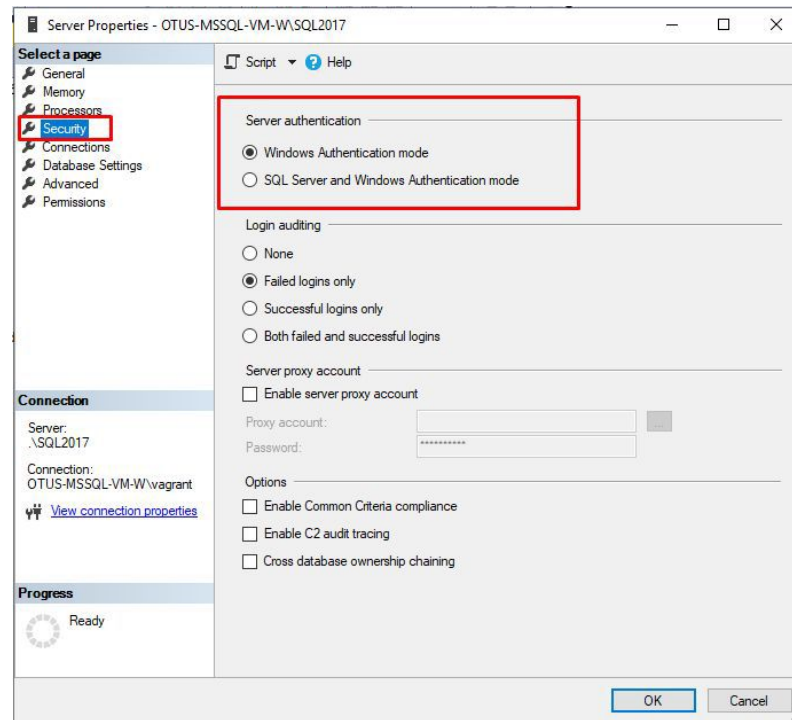 Server Properties - OTUS-MSSQL-VM-W\SQL2017
Select a page
General
Memory
Processors
Security
Connections
Database Settings
Advanced
Permissions
Script
Help
Server authentication
Windows Authentication mode
SQL Server and Windows Authentication mode
Login auditing
None
Failed logins only
Successful logins only
Both failed and successful logins
Server proxy account
Enable server proxy account
Proxy account:
...
Password:
**********
Options
Enable Common Criteria compliance
Enable C2 audit tracing
Cross database ownership chaining
Connection
Server:
.\SQL2017
Connection:
OTUS-MSSQL-VM-W\vagrant
View connection properties
Progress
Ready
OK
Cancel